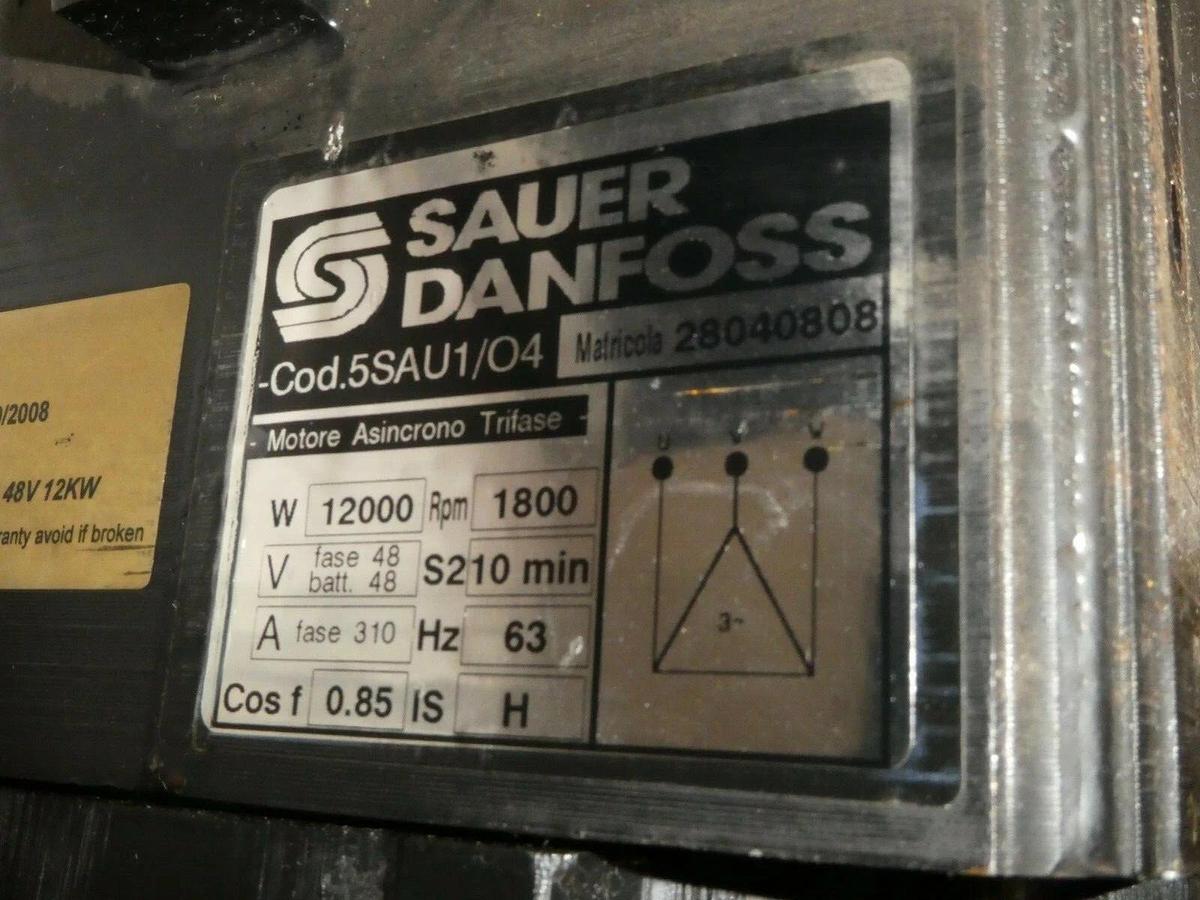 SAUER
DANFOSS
-Cod.5SAU1/O4
Matricola 28040808
- Motore Asincrono Trifase -
W 12000 Rpm 1800
V fase 48 batt. 48 S2 10 min
A fase 310 Hz 63
Cos f 0.85 IS H
U V
3~
/2008
48V 12KW
ranty avoid if broken